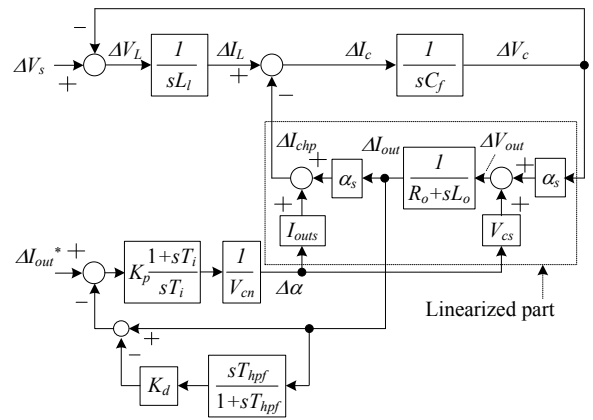 −
ΔV_s + ΔV_L 1 / sL_l ΔI_L + − ΔI_c 1 / sC_f ΔV_c
ΔI_chp + α_s ΔI_out 1 / R_o+sL_o ΔV_out + α_s
+ I_outs + V_cs
ΔI_out* + − K_p 1+sT_i / sT_i 1 / V_cn Δα
Linearized part
+ −
K_d sT_hpf / 1+sT_hpf